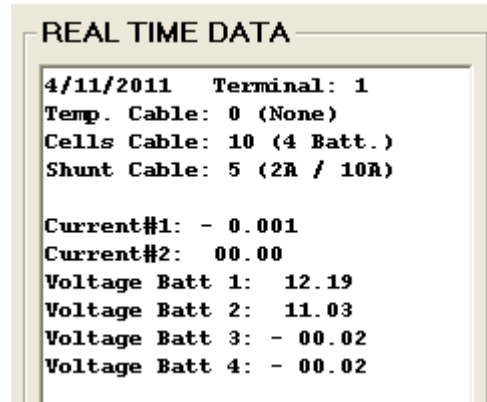 REAL TIME DATA
4/11/2011 Terminal: 1
Temp. Cable: 0 (None)
Cells Cable: 10 (4 Batt.)
Shunt Cable: 5 (2A / 10A)
Current#1: - 0.001
Current#2: 00.00
Voltage Batt 1: 12.19
Voltage Batt 2: 11.03
Voltage Batt 3: - 00.02
Voltage Batt 4: - 00.02